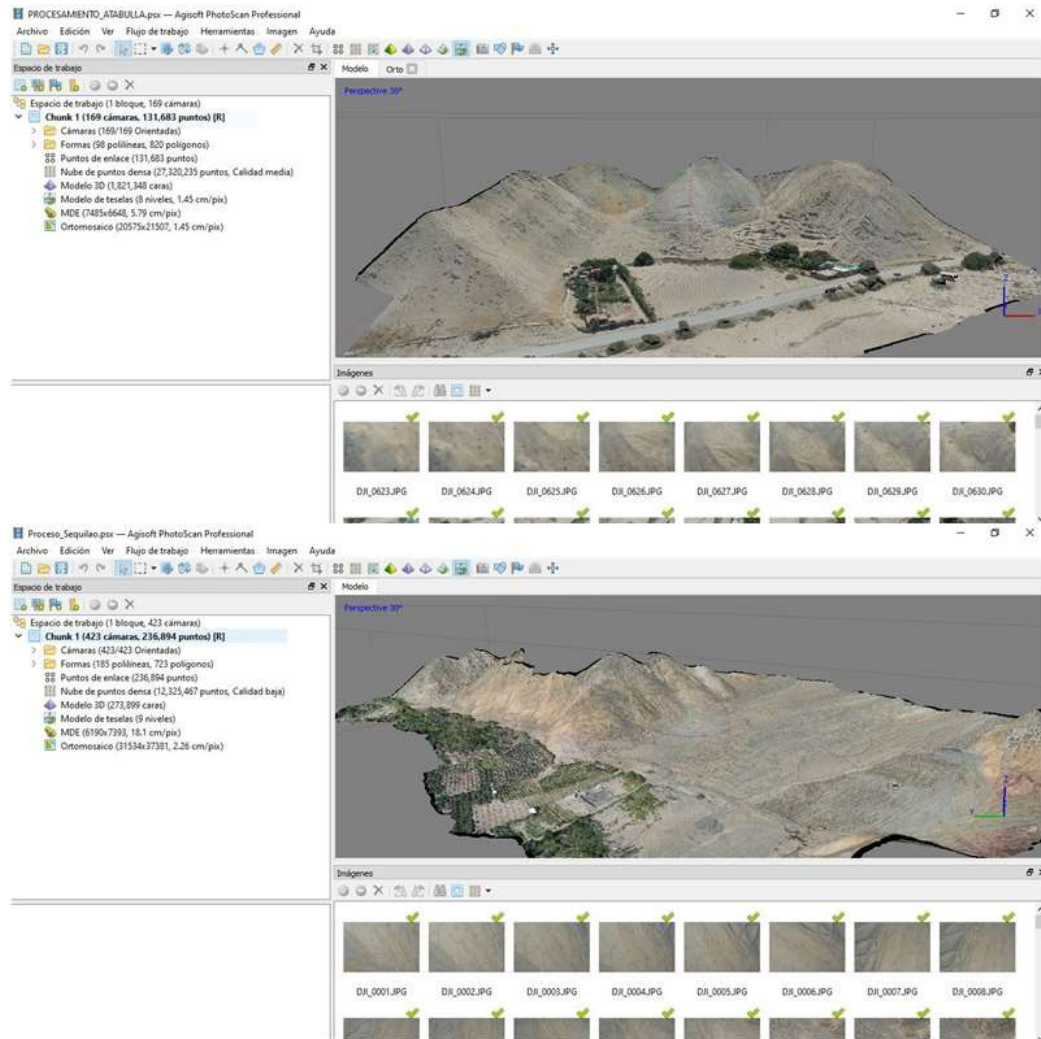 PROCESAMIENTO_ATABULLA.psx — Agisoft PhotoScan Professional
Archivo Edición Ver Flujo de trabajo Herramientas Imagen Ayuda
Espacio de trabajo
Modelo Orto
Perspective 30°
Espacio de trabajo (1 bloque, 169 cámaras)
Chunk 1 (169 cámaras, 131,683 puntos) [R]
Cámaras (169/169 Orientadas)
Formas (98 polilíneas, 820 polígonos)
Puntos de enlace (131,683 puntos)
Nube de puntos densa (27,320,235 puntos, Calidad media)
Modelo 3D (1,821,348 caras)
Modelo de teselas (8 niveles, 1.45 cm/pix)
MDE (7485x6648, 5.79 cm/pix)
Ortomosaico (20575x21507, 1.45 cm/pix)
Z
Imágenes
DJI_0623.JPG DJI_0624.JPG DJI_0625.JPG DJI_0626.JPG DJI_0627.JPG DJI_0628.JPG DJI_0629.JPG DJI_0630.JPG
Proceso_Sequilao.psx — Agisoft PhotoScan Professional
Archivo Edición Ver Flujo de trabajo Herramientas Imagen Ayuda
Espacio de trabajo
Modelo
Perspective 30°
Espacio de trabajo (1 bloque, 423 cámaras)
Chunk 1 (423 cámaras, 236,894 puntos) [R]
Cámaras (423/423 Orientadas)
Formas (185 polilíneas, 723 polígonos)
Puntos de enlace (236,894 puntos)
Nube de puntos densa (12,325,467 puntos, Calidad baja)
Modelo 3D (273,899 caras)
Modelo de teselas (9 niveles)
MDE (6190x7393, 18.1 cm/pix)
Ortomosaico (31534x37381, 2.26 cm/pix)
Z
Y
Imágenes
DJI_0001.JPG DJI_0002.JPG DJI_0003.JPG DJI_0004.JPG DJI_0005.JPG DJI_0006.JPG DJI_0007.JPG DJI_0008.JPG